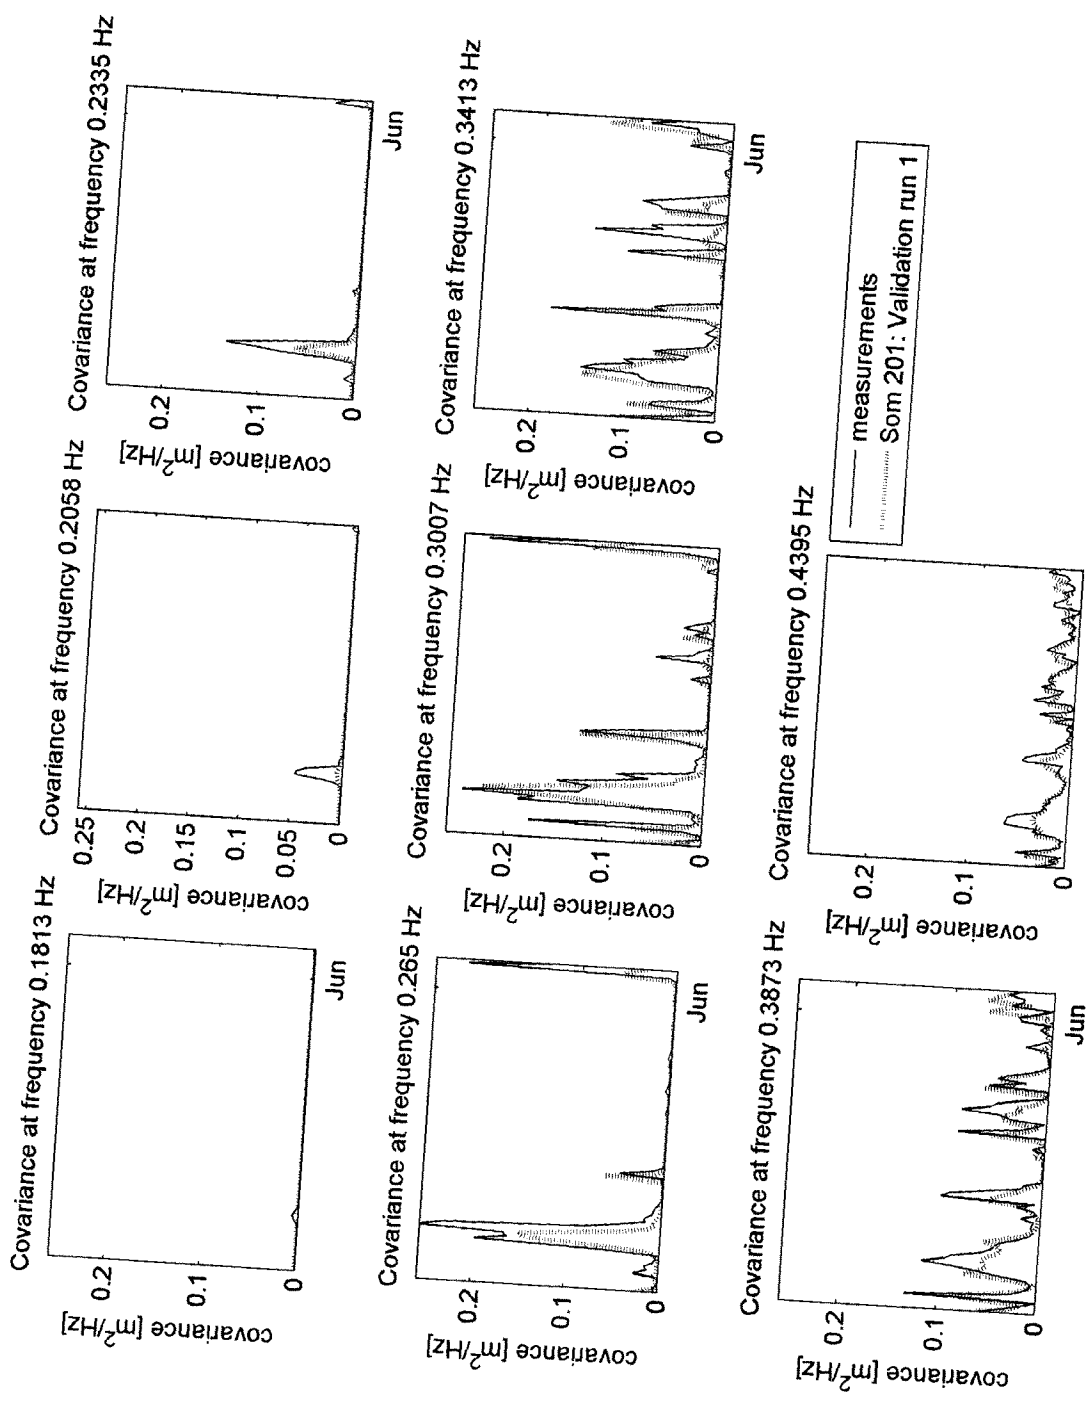 Covariance at frequency 0.1813 Hz
covariance [m²/Hz]
0.2
0.1
0
Jun
Covariance at frequency 0.2058 Hz
covariance [m²/Hz]
0.25
0.2
0.15
0.1
0.05
0
Covariance at frequency 0.2335 Hz
covariance [m²/Hz]
0.2
0.1
0
Jun
Covariance at frequency 0.265 Hz
covariance [m²/Hz]
0.2
0.1
0
Jun
Covariance at frequency 0.3007 Hz
covariance [m²/Hz]
0.2
0.1
0
Covariance at frequency 0.3413 Hz
covariance [m²/Hz]
0.2
0.1
0
Jun
Covariance at frequency 0.3873 Hz
covariance [m²/Hz]
0.2
0.1
0
Jun
Covariance at frequency 0.4395 Hz
covariance [m²/Hz]
0.2
0.1
0
measurements
Som 201: Validation run 1